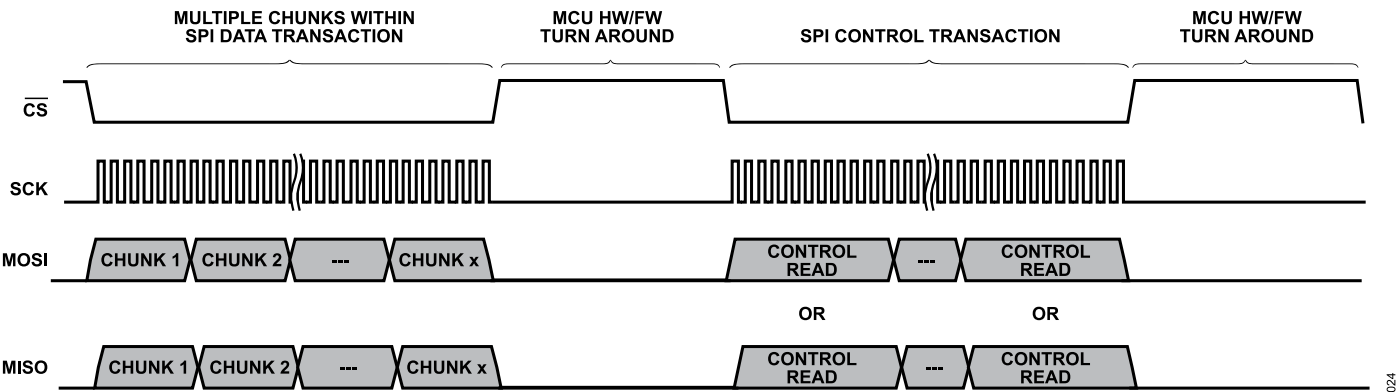 MULTIPLE CHUNKS WITHIN
SPI DATA TRANSACTION
MCU HW/FW
TURN AROUND
SPI CONTROL TRANSACTION
MCU HW/FW
TURN AROUND
CS
SCK
MOSI
CHUNK 1
CHUNK 2
---
CHUNK x
CONTROL
READ
---
CONTROL
READ
OR
OR
MISO
CHUNK 1
CHUNK 2
---
CHUNK x
CONTROL
READ
---
CONTROL
READ
024